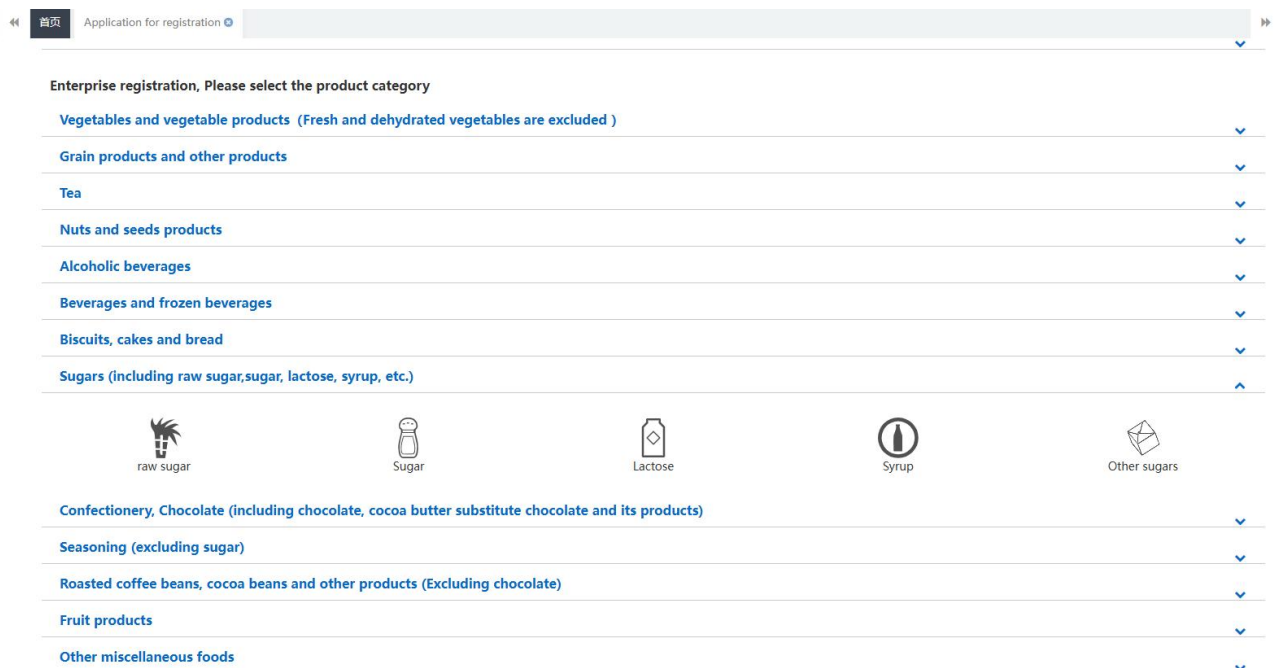 首页 Application for registration
Enterprise registration, Please select the product category
Vegetables and vegetable products (Fresh and dehydrated vegetables are excluded )
Grain products and other products
Tea
Nuts and seeds products
Alcoholic beverages
Beverages and frozen beverages
Biscuits, cakes and bread
Sugars (including raw sugar,sugar, lactose, syrup, etc.)
raw sugar Sugar Lactose Syrup Other sugars
Confectionery, Chocolate (including chocolate, cocoa butter substitute chocolate and its products)
Seasoning (excluding sugar)
Roasted coffee beans, cocoa beans and other products (Excluding chocolate)
Fruit products
Other miscellaneous foods